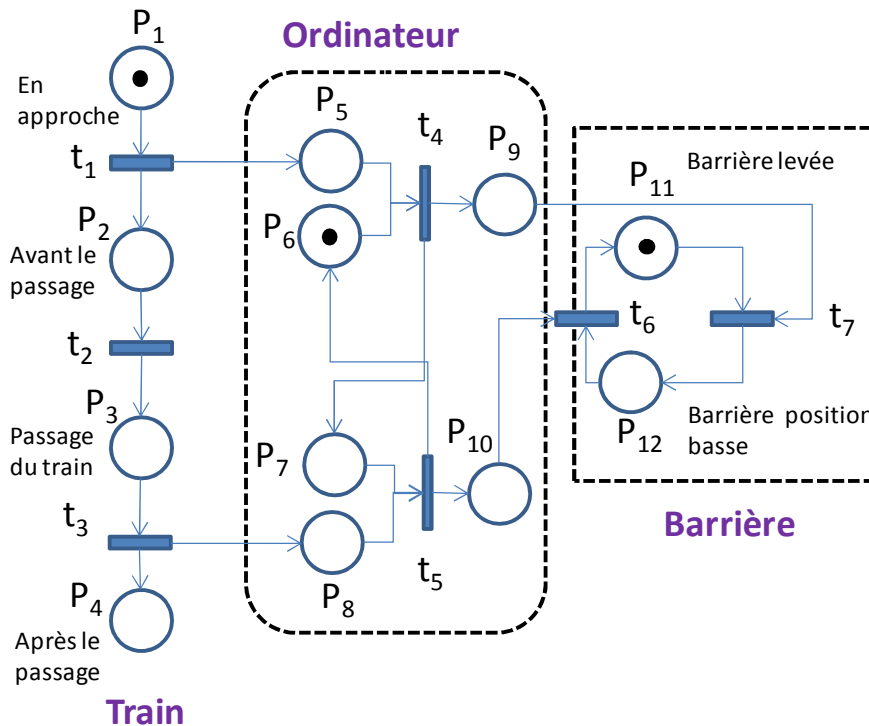 P1
Ordinateur
En
approche
P5
t4
P9
Barrière levée
t1
P11
P2
P6
Avant le
passage
t6
t7
t2
P3
P7
P10
P12
Barrière position
basse
Passage
du train
t3
Barrière
t5
P4
P8
Après le
passage
Train